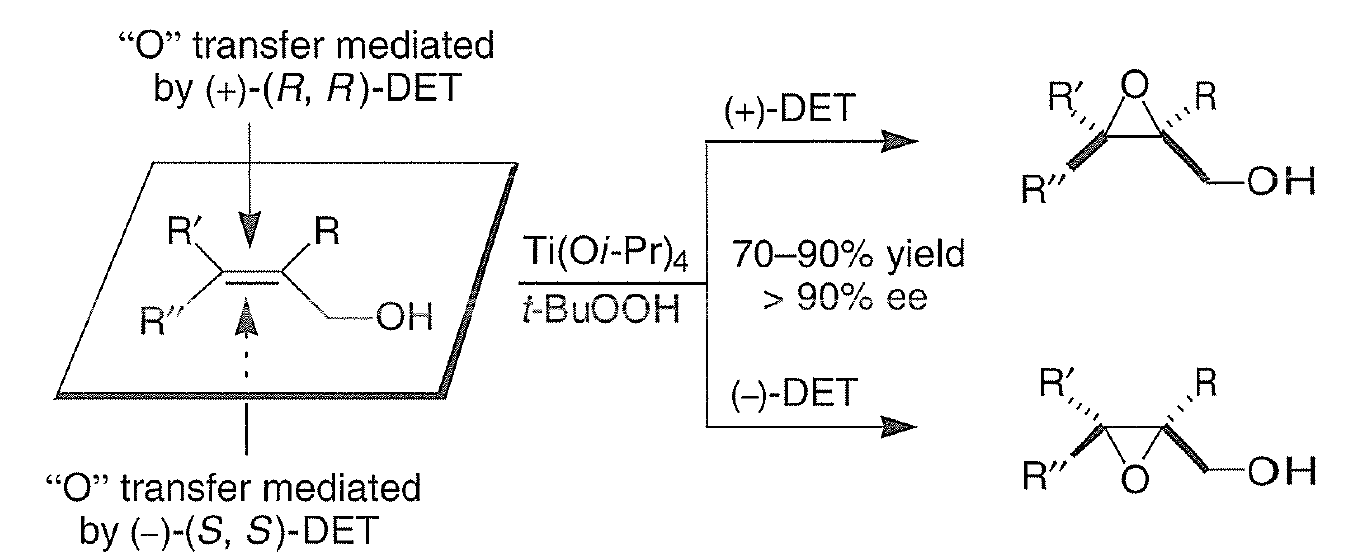 “O” transfer mediated
by (+)-(R, R)-DET
R′
R
R″
OH
“O” transfer mediated
by (–)-(S, S)-DET
Ti(Oi-Pr)4
t-BuOOH
(+)-DET
70–90% yield
> 90% ee
(–)-DET
R′
O
R
R″
OH
R′
R
R″
O
OH